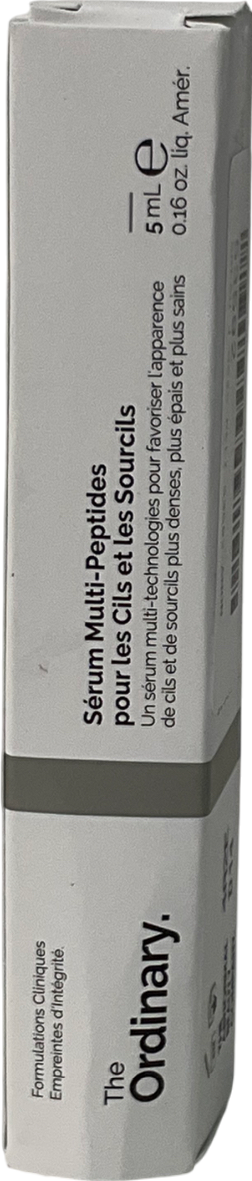 Formulations Cliniques
Empreintes d'Intégrité.
The
Ordinary.
Sérum Multi-Peptides
pour les Cils et les Sourcils
Un sérum multi-technologies pour favoriser l'apparence
de cils et de sourcils plus denses, plus épais et plus sains
5 mL e
0.16 oz. liq. Amér.